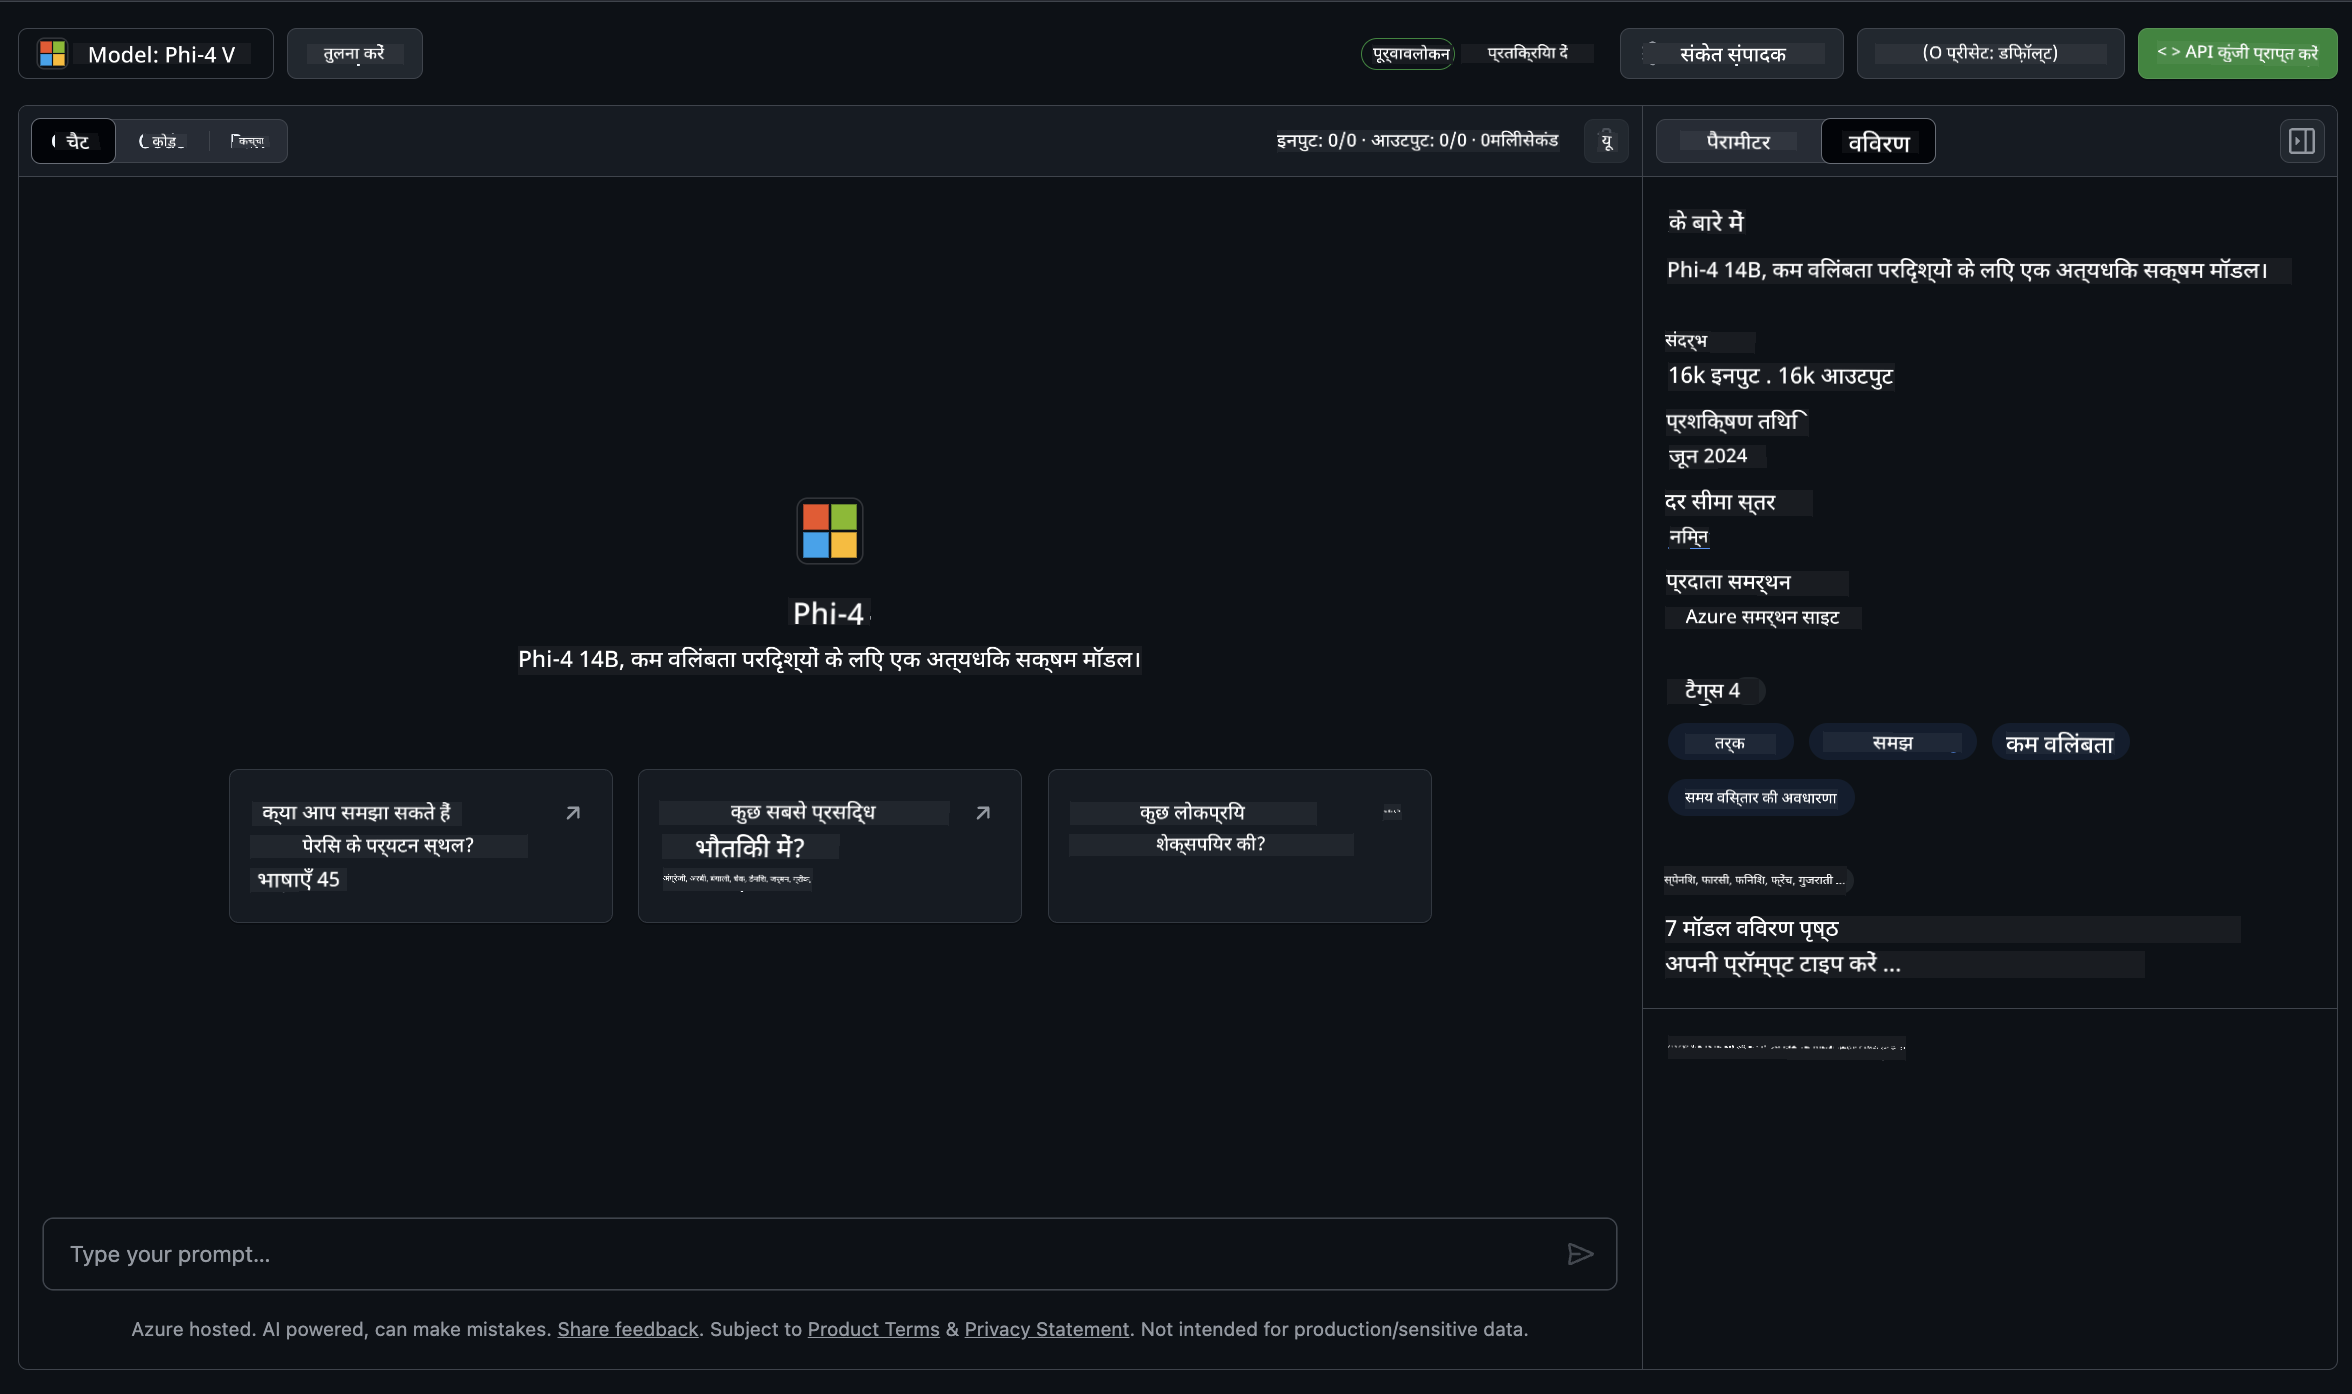 Model: Phi-4 V
तुलना करें
पूर्वावलोकन
प्रतिक्रिया दें
संकेत संपादक
(O प्रीसेट: डिफ़ॉल्ट)
< > API कुंजी प्राप्त करें
चैट
कोड
कच्चा
इनपुट: 0/0 · आउटपुट: 0/0 · 0मिलीसेकंड
यू
पैरामीटर
विवरण
Phi-4
Phi-4 14B, कम विलंबता परिदृश्यों के लिए एक अत्यधिक सक्षम मॉडल।
क्या आप समझा सकते हैं
पेरिस के पर्यटन स्थल?
भाषाएँ 45
कुछ सबसे प्रसिद्ध
भौतिकी में?
अंग्रेजी, अरबी, बंगाली, चेक, डेनिश, जर्मन, ग्रीक,
कुछ लोकप्रिय
शेक्सपियर की?
Type your prompt...
Azure hosted. AI powered, can make mistakes. Share feedback. Subject to Product Terms & Privacy Statement. Not intended for production/sensitive data.
के बारे में
Phi-4 14B, कम विलंबता परिदृश्यों के लिए एक अत्यधिक सक्षम मॉडल।
संदर्भ
16k इनपुट . 16k आउटपुट
प्रशिक्षण तिथि
जून 2024
दर सीमा स्तर
निम्न
प्रदाता समर्थन
Azure समर्थन साइट
टैग्स 4
तर्क
समझ
कम विलंबता
समय विस्तार की अवधारणा
स्पेनिश, फारसी, फिनिश, फ्रेंच, गुजराती ...
7 मॉडल विवरण पृष्ठ
अपनी प्रॉम्प्ट टाइप करें ...